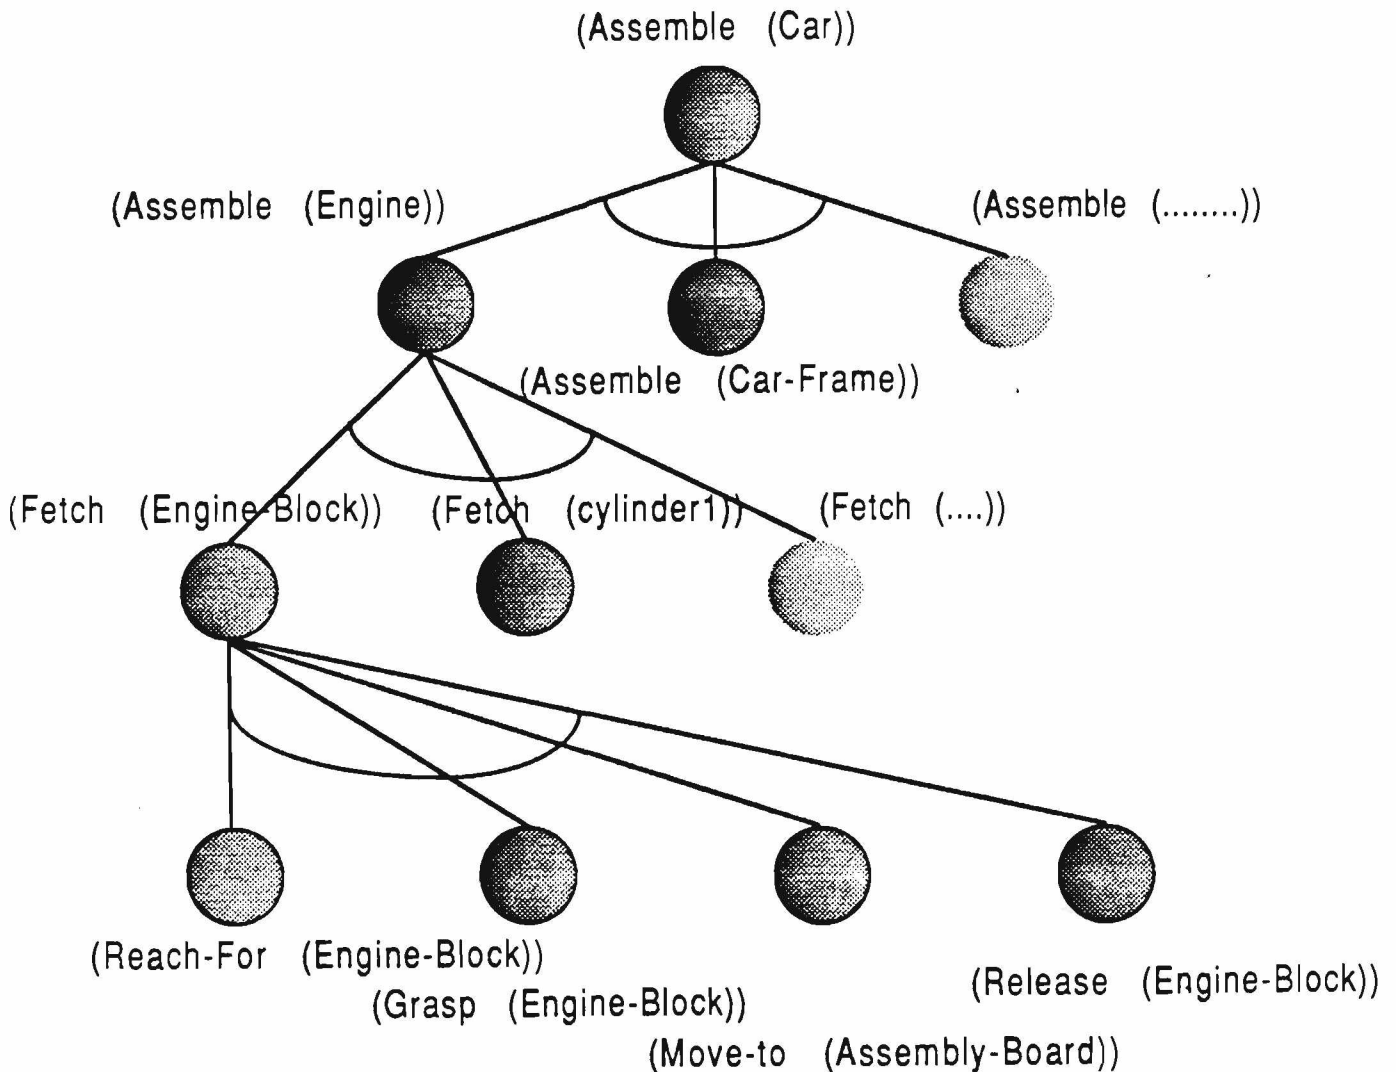 (Assemble (Car))
(Assemble (Engine))
(Assemble (........))
(Assemble (Car-Frame))
(Fetch (Engine-Block))
(Fetch (cylinder1))
(Fetch (....))
(Reach-For (Engine-Block))
(Grasp (Engine-Block))
(Release (Engine-Block))
(Move-to (Assembly-Board))